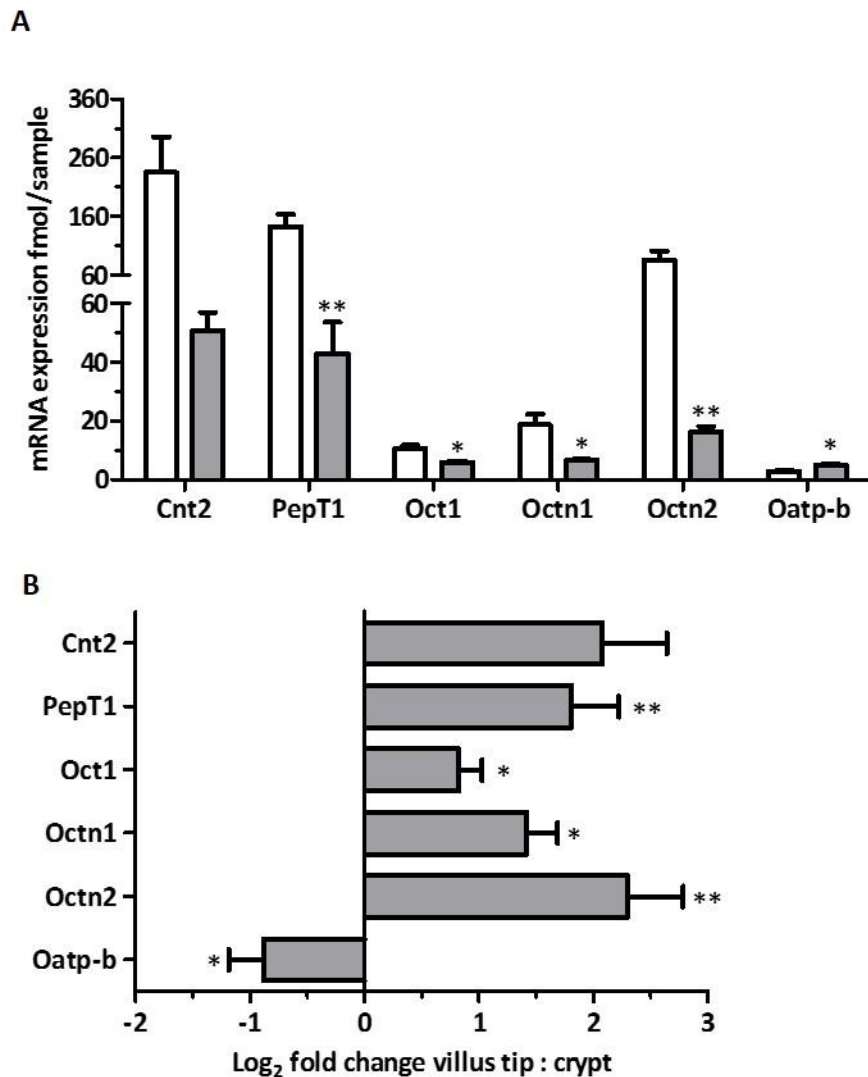 A
mRNA expression fmol/sample
360
260
160
60
60
40
20
0
** * * ** *
Cnt2 PepT1 Oct1 Octn1 Octn2 Oatp-b
B
Cnt2
PepT1 **
Oct1 *
Octn1 *
Octn2 **
Oatp-b *
-2 -1 0 1 2 3
Log₂ fold change villus tip : crypt